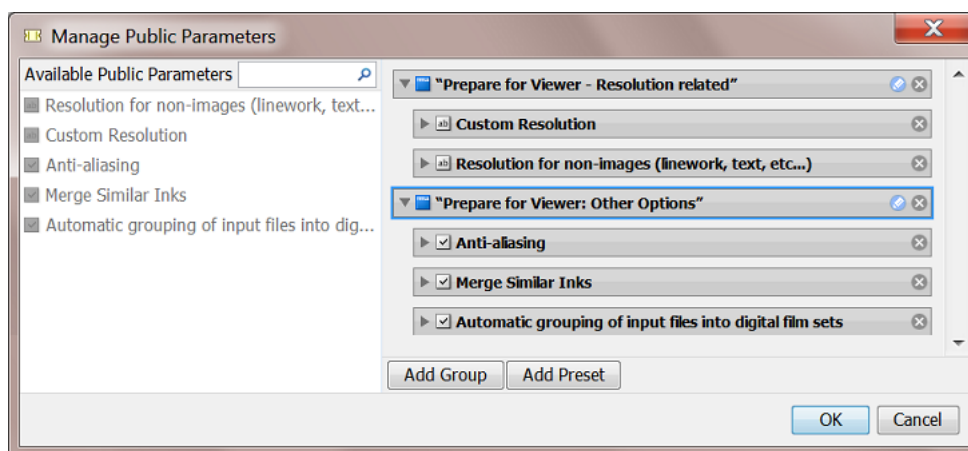 Manage Public Parameters
Available Public Parameters
Resolution for non-images (linework, text...
Custom Resolution
Anti-aliasing
Merge Similar Inks
Automatic grouping of input files into dig...
"Prepare for Viewer - Resolution related"
ab Custom Resolution
ab Resolution for non-images (linework, text, etc...)
"Prepare for Viewer: Other Options"
Anti-aliasing
Merge Similar Inks
Automatic grouping of input files into digital film sets
Add Group Add Preset
OK Cancel